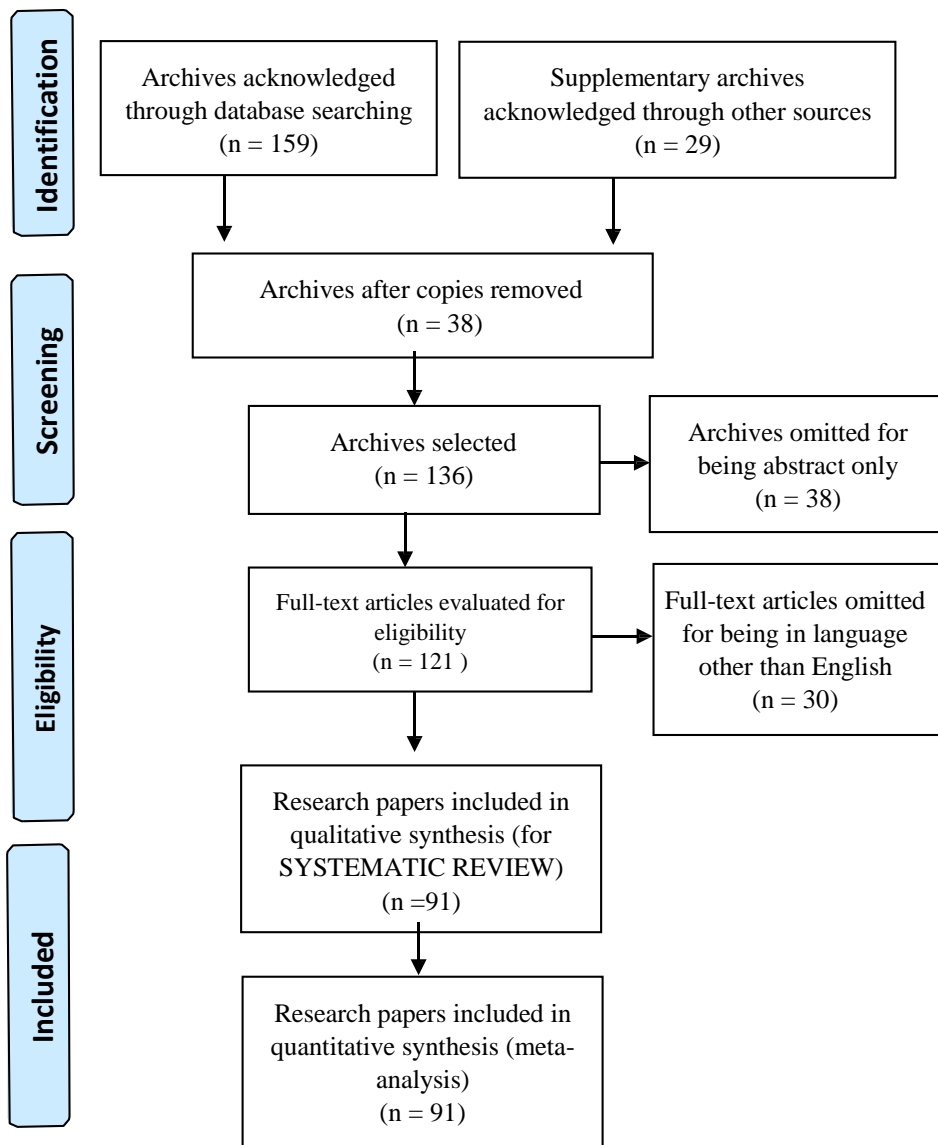 Identification
Archives acknowledged
through database searching
(n = 159)
Supplementary archives
acknowledged through other sources
(n = 29)
Screening
Archives after copies removed
(n = 38)
Archives selected
(n = 136)
Archives omitted for
being abstract only
(n = 38)
Eligibility
Full-text articles evaluated for
eligibility
(n = 121 )
Full-text articles omitted
for being in language
other than English
(n = 30)
Research papers included in
qualitative synthesis (for
SYSTEMATIC REVIEW)
(n =91)
Included
Research papers included in
quantitative synthesis (meta-
analysis)
(n = 91)